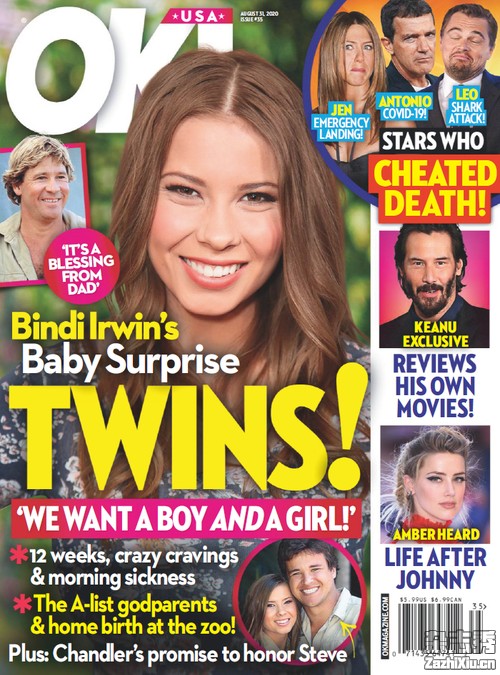 OK!
★USA★
AUGUST 31, 2020
ISSUE #35
JEN
EMERGENCY
LANDING!
ANTONIO
COVID-19!
LEO
SHARK
ATTACK!
STARS WHO
CHEATED
DEATH!
'IT'S A
BLESSING
FROM
DAD'
Bindi Irwin's
Baby Surprise
TWINS!
'WE WANT A BOY AND A GIRL!'
*12 weeks, crazy cravings
& morning sickness
*The A-list godparents
& home birth at the zoo!
Plus: Chandler's promise to honor Steve
KEANU
EXCLUSIVE
REVIEWS
HIS OWN
MOVIES!
AMBER HEARD
LIFE AFTER
JOHNNY
$5.99US $6.99CAN
35>
OKMAGAZINE.COM
ZaZhiXiu.cn